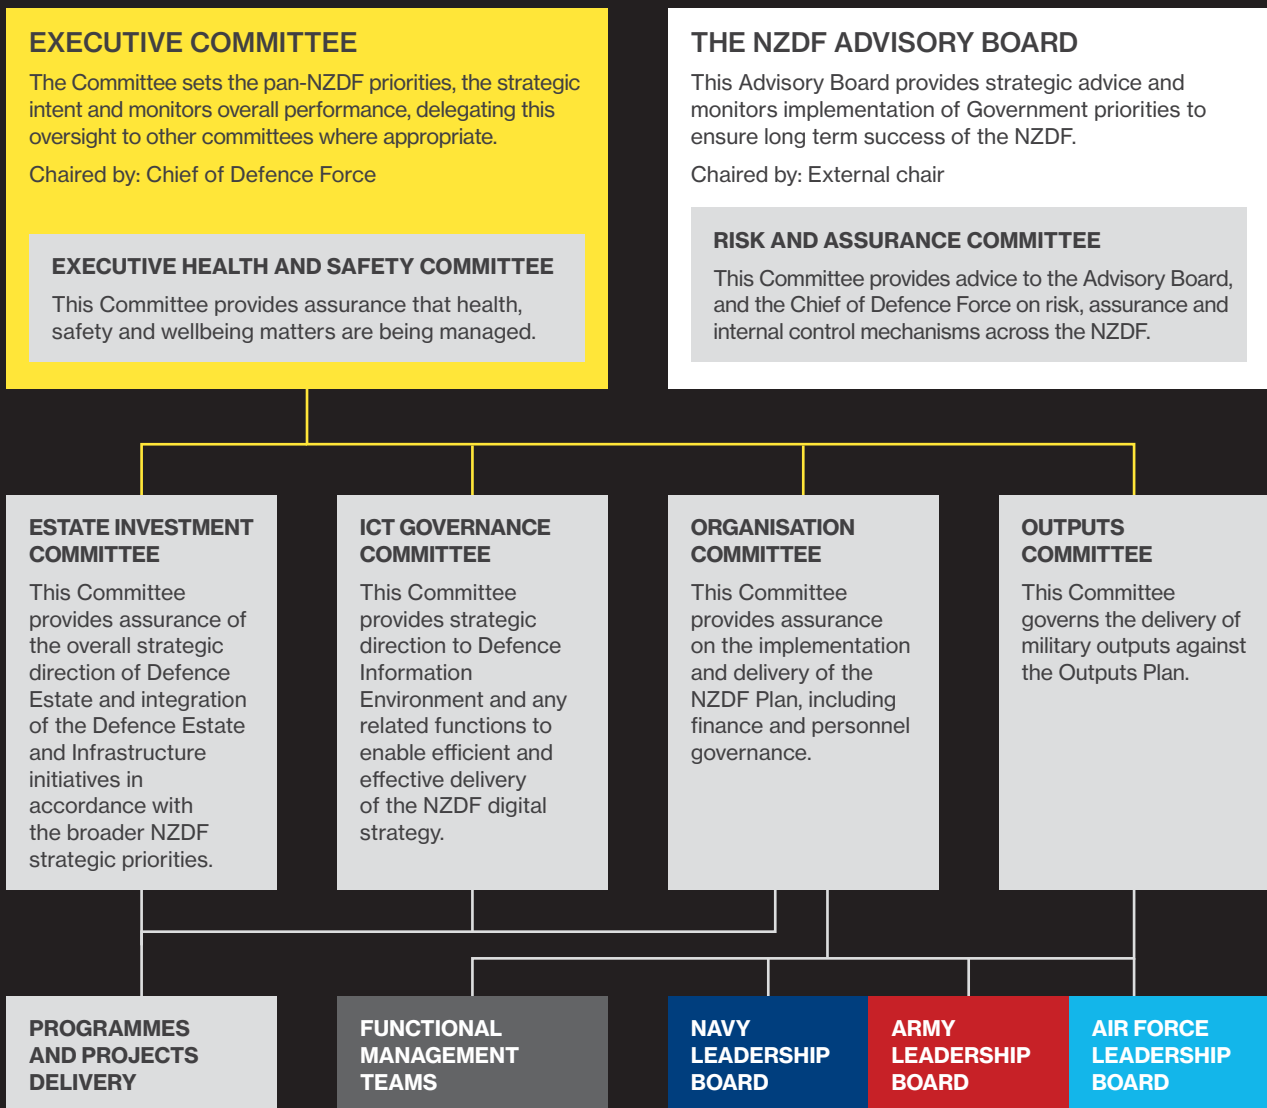 EXECUTIVE COMMITTEE
The Committee sets the pan-NZDF priorities, the strategic
intent and monitors overall performance, delegating this
oversight to other committees where appropriate.
Chaired by: Chief of Defence Force
EXECUTIVE HEALTH AND SAFETY COMMITTEE
This Committee provides assurance that health,
safety and wellbeing matters are being managed.
THE NZDF ADVISORY BOARD
This Advisory Board provides strategic advice and
monitors implementation of Government priorities to
ensure long term success of the NZDF.
Chaired by: External chair
RISK AND ASSURANCE COMMITTEE
This Committee provides advice to the Advisory Board,
and the Chief of Defence Force on risk, assurance and
internal control mechanisms across the NZDF.
ESTATE INVESTMENT
COMMITTEE
This Committee
provides assurance of
the overall strategic
direction of Defence
Estate and integration
of the Defence Estate
and Infrastructure
initiatives in
accordance with
the broader NZDF
strategic priorities.
ICT GOVERNANCE
COMMITTEE
This Committee
provides strategic
direction to Defence
Information
Environment and any
related functions to
enable efficient and
effective delivery
of the NZDF digital
strategy.
ORGANISATION
COMMITTEE
This Committee
provides assurance
on the implementation
and delivery of the
NZDF Plan, including
finance and personnel
governance.
OUTPUTS
COMMITTEE
This Committee
governs the delivery of
military outputs against
the Outputs Plan.
PROGRAMMES
AND PROJECTS
DELIVERY
FUNCTIONAL
MANAGEMENT
TEAMS
NAVY
LEADERSHIP
BOARD
ARMY
LEADERSHIP
BOARD
AIR FORCE
LEADERSHIP
BOARD